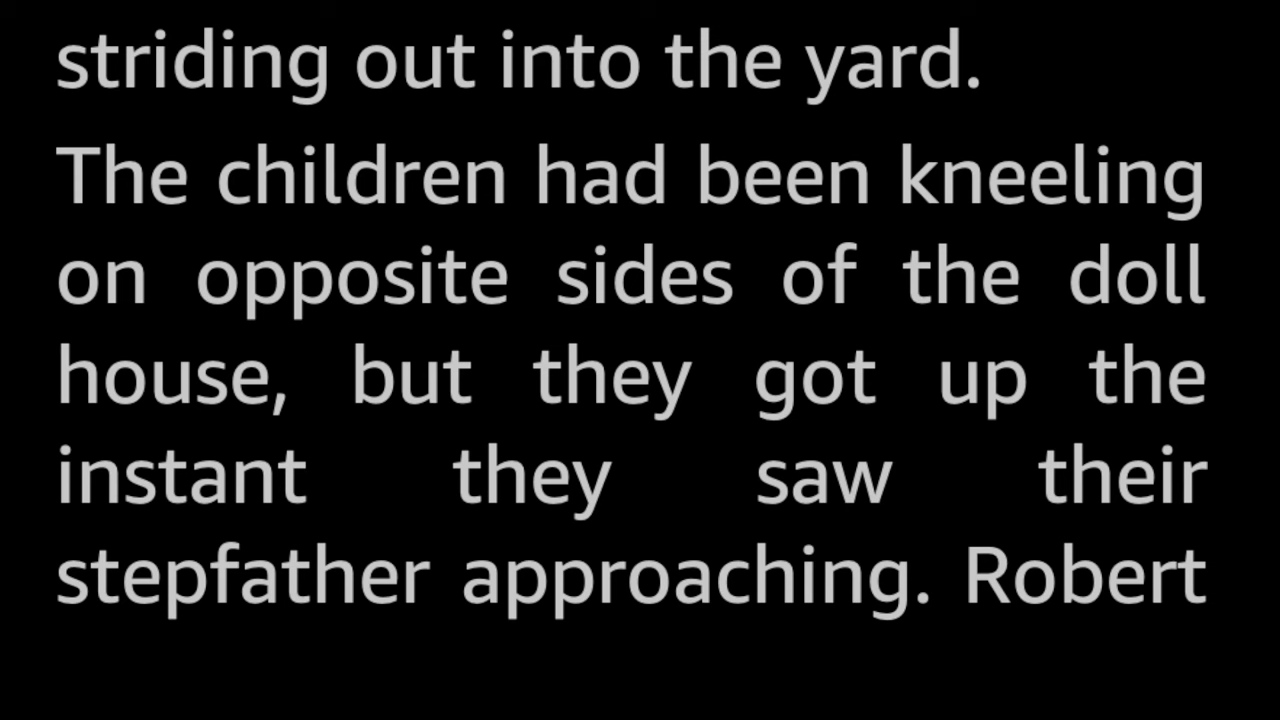 striding out into the yard.
The children had been kneeling
on opposite sides of the doll
house, but they got up the
instant they saw their
stepfather approaching. Robert